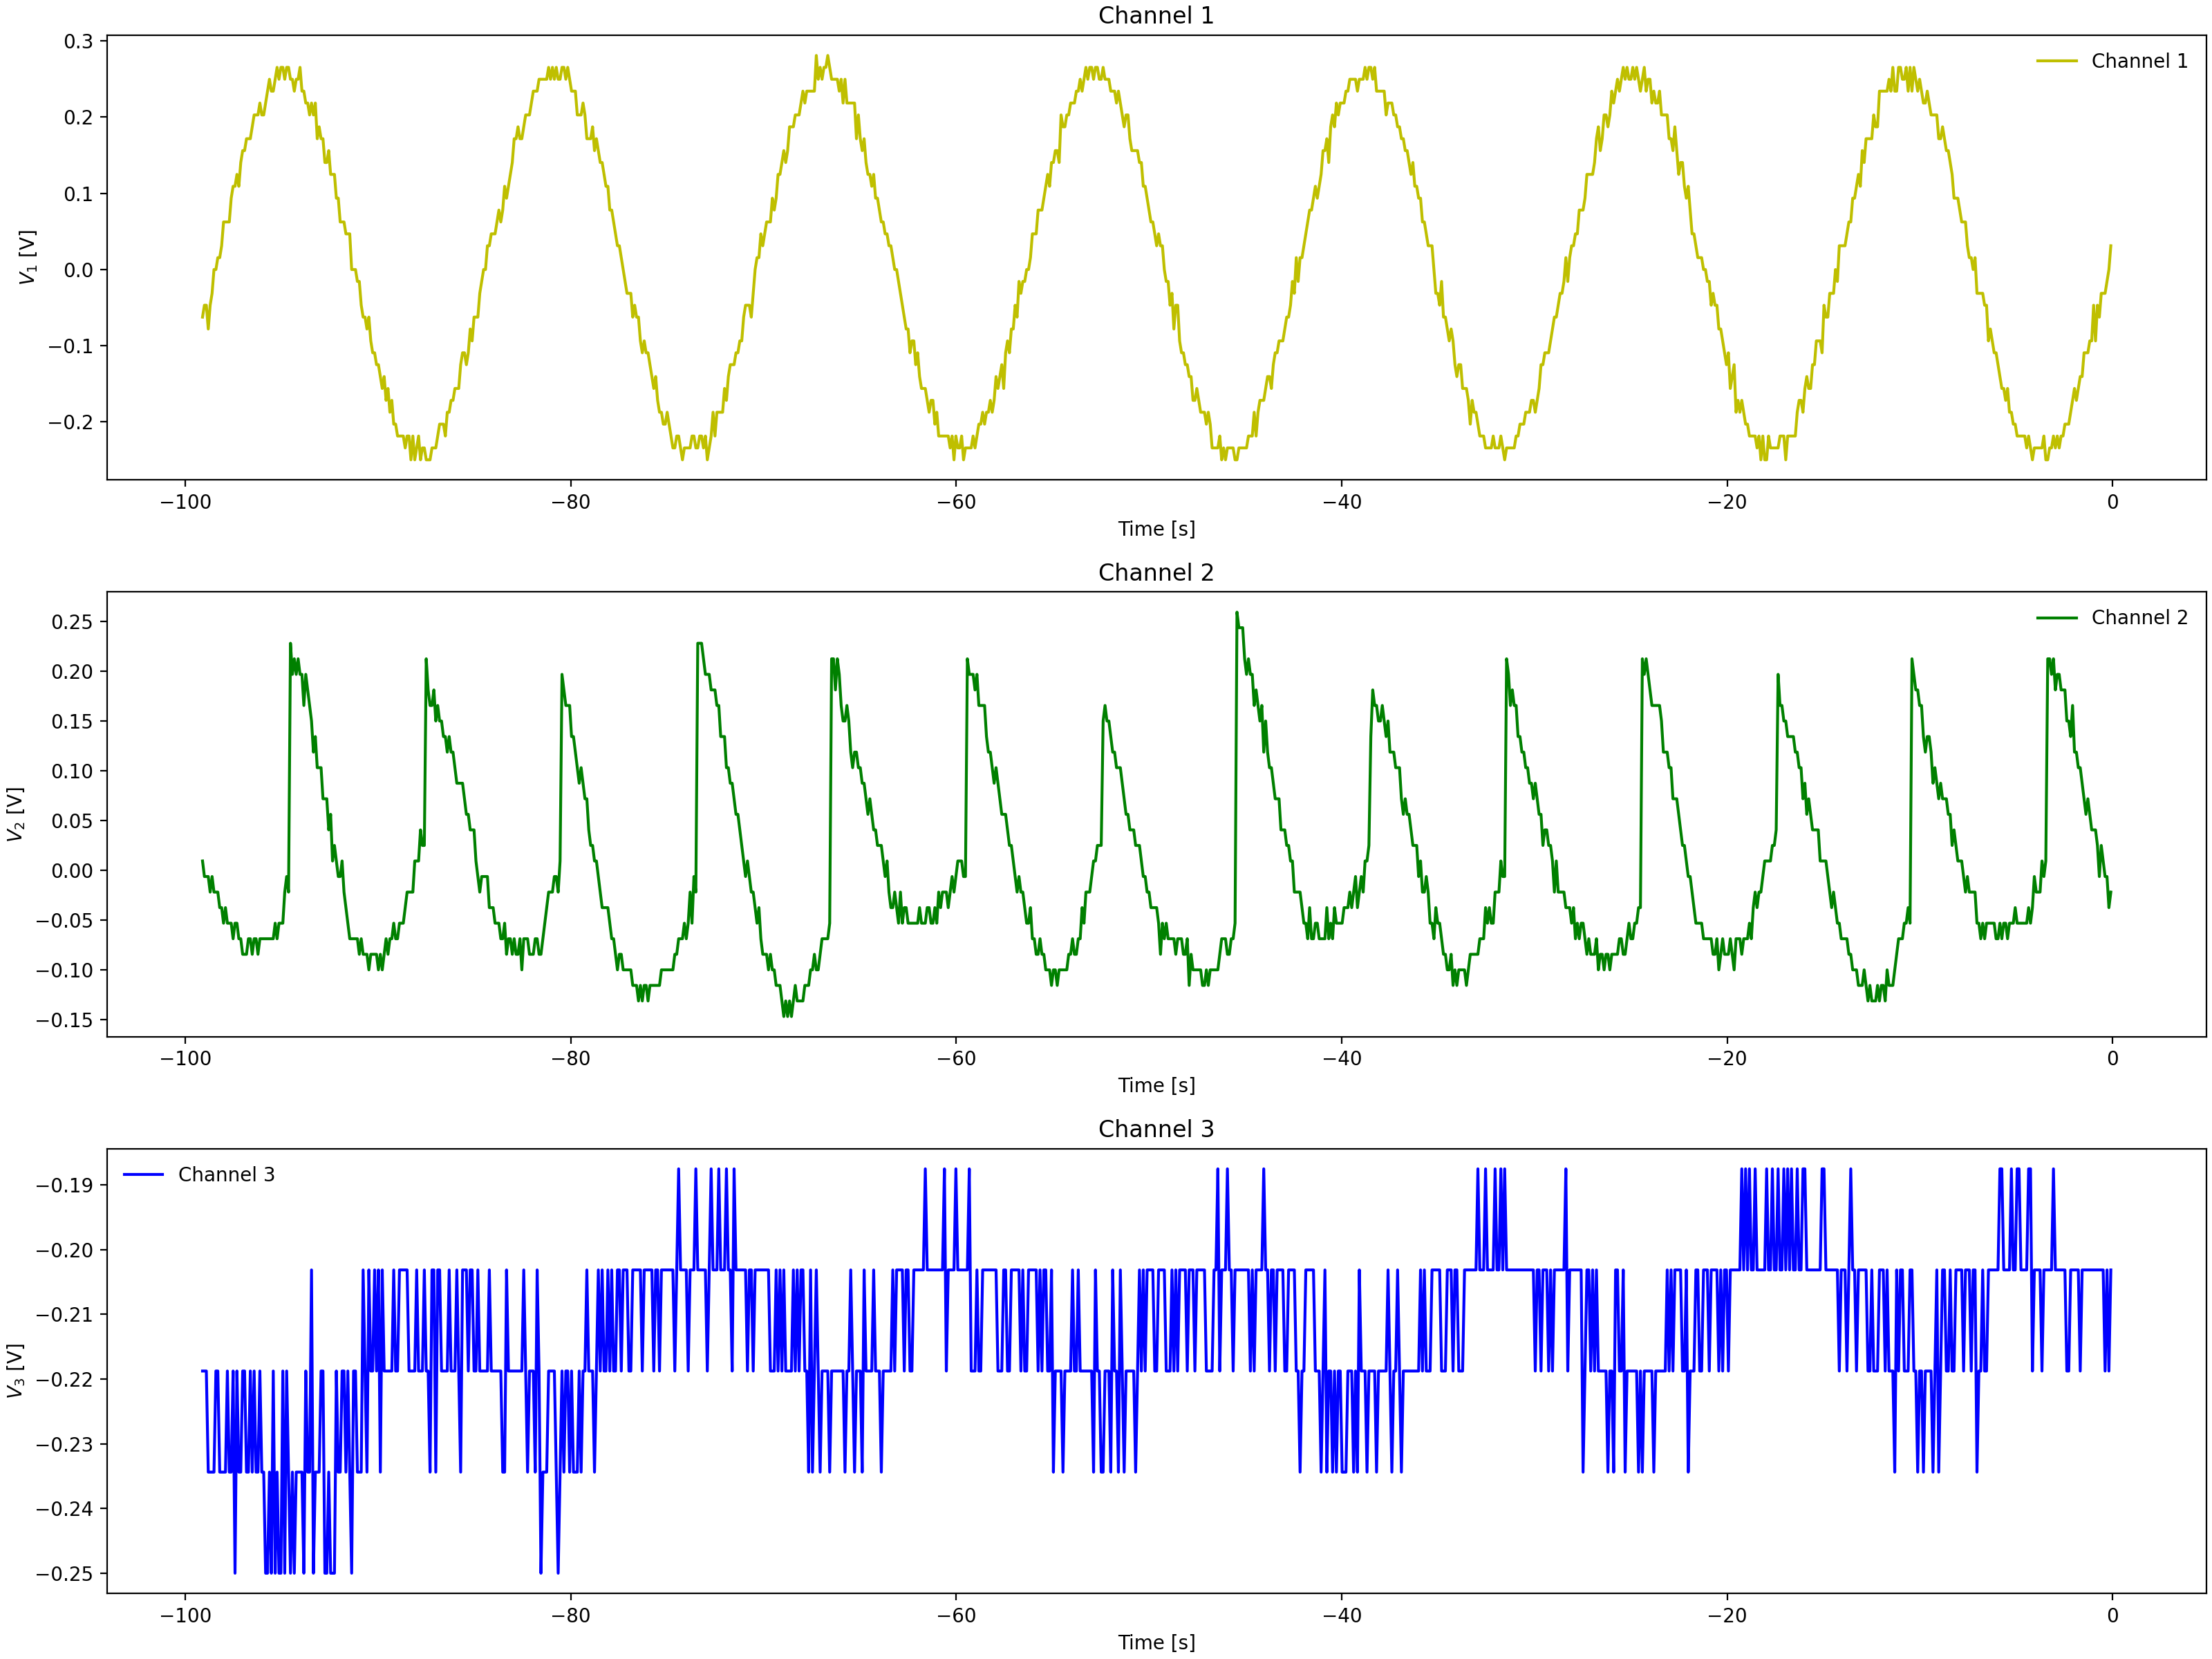 Channel 1
0.3
0.2
0.1
0.0
−0.1
−0.2
V1 [V]
Channel 1
−100 −80 −60 −40 −20 0
Time [s]
Channel 2
0.25
0.20
0.15
0.10
0.05
0.00
−0.05
−0.10
−0.15
V2 [V]
Channel 2
−100 −80 −60 −40 −20 0
Time [s]
Channel 3
−0.19
−0.20
−0.21
−0.22
−0.23
−0.24
−0.25
V3 [V]
Channel 3
−100 −80 −60 −40 −20 0
Time [s]